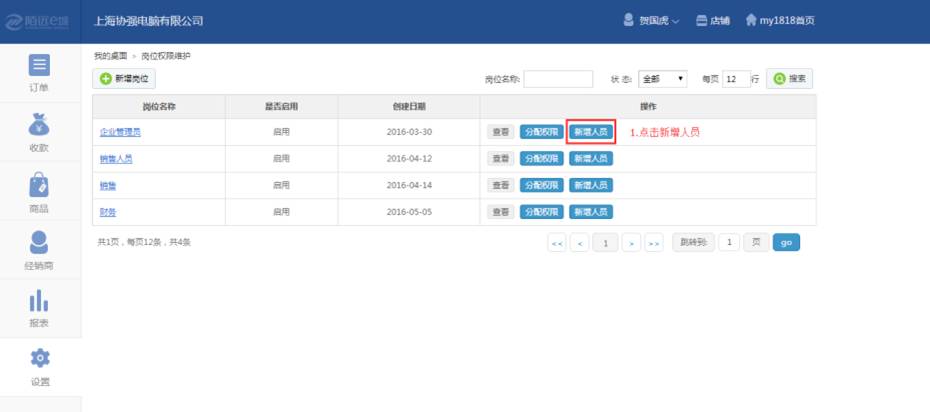 陌远e城
上海协强电脑有限公司
贺国虎
店铺
my1818首页
订单
收款
商品
经销商
报表
设置
我的桌面 > 岗位权限维护
新增岗位
岗位名称:
状 态: 全部
每页 12 行
搜索
岗位名称 是否启用 创建日期 操作
企业管理员 启用 2016-03-30 查看 分配权限 新增人员 1.点击新增人员
销售人员 启用 2016-04-12 查看 分配权限 新增人员
销售 启用 2016-04-14 查看 分配权限 新增人员
财务 启用 2016-05-05 查看 分配权限 新增人员
共1页，每页12条，共4条
<< < 1 > >> 跳转到: 1 页 go